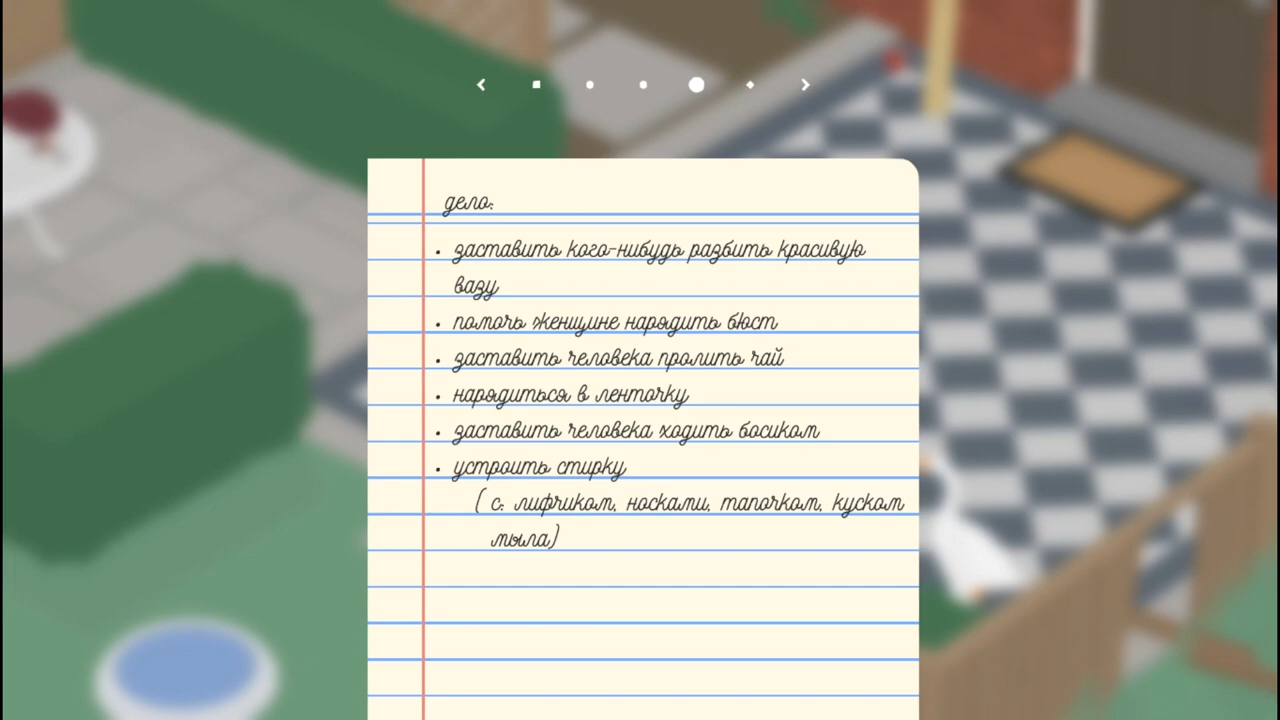 дело:
• заставить кого-нибудь разбить красивую
вазу
• помочь женщине нарядить бюст
• заставить человека пролить чай
• нарядиться в ленточку
• заставить человека ходить босиком
• устроить стирку
( с: лифчиком, носками, тапочком, куском
мыла)